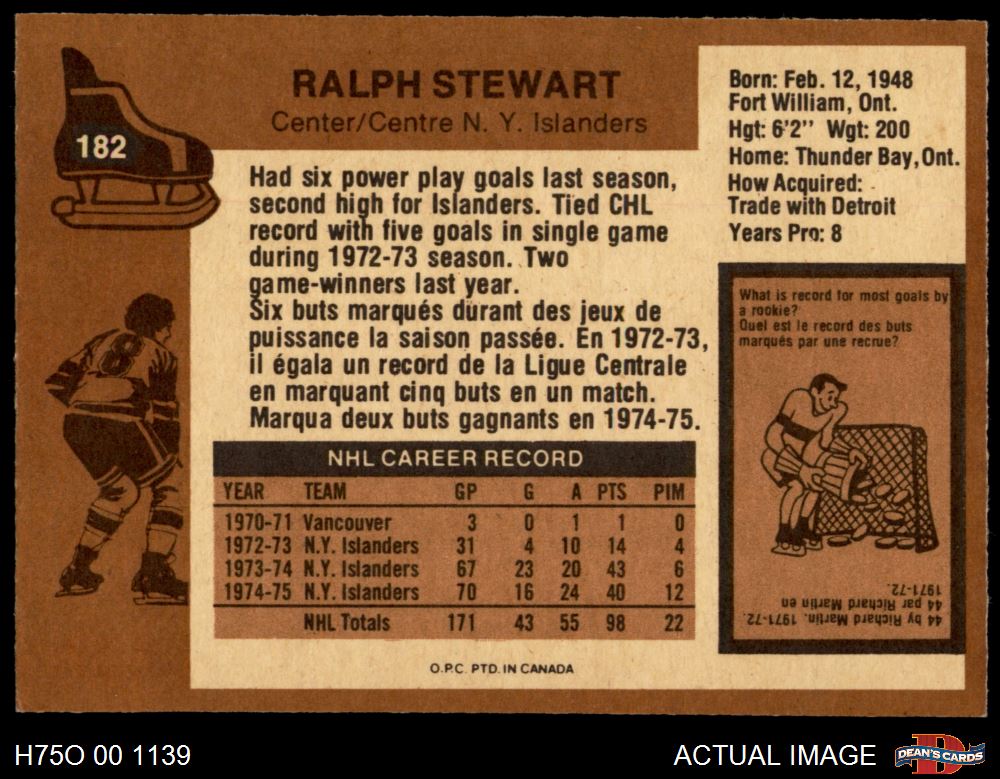 182
RALPH STEWART
Center/Centre N. Y. Islanders
Born: Feb. 12, 1948
Fort William, Ont.
Hgt: 6'2" Wgt: 200
Home: Thunder Bay, Ont.
How Acquired:
Trade with Detroit
Years Pro: 8
Had six power play goals last season,
second high for Islanders. Tied CHL
record with five goals in single game
during 1972-73 season. Two
game-winners last year.
Six buts marqués durant des jeux de
puissance la saison passée. En 1972-73,
il égala un record de la Ligue Centrale
en marquant cinq buts en un match.
Marqua deux buts gagnants en 1974-75.
8
What is record for most goals by
a rookie?
Quel est le record des buts
marqués par une recrue?
44 by Richard Martin. 1971-72.
44 par Richard Martin en
1971-72.
NHL CAREER RECORD
YEAR TEAM GP G A PTS PIM
1970-71 Vancouver 3 0 1 1 0
1972-73 N.Y. Islanders 31 4 10 14 4
1973-74 N.Y. Islanders 67 23 20 43 6
1974-75 N.Y. Islanders 70 16 24 40 12
NHL Totals 171 43 55 98 22
O.P.C. PTD. IN CANADA
H75O 00 1139
ACTUAL IMAGE
D
DEAN'S CARDS